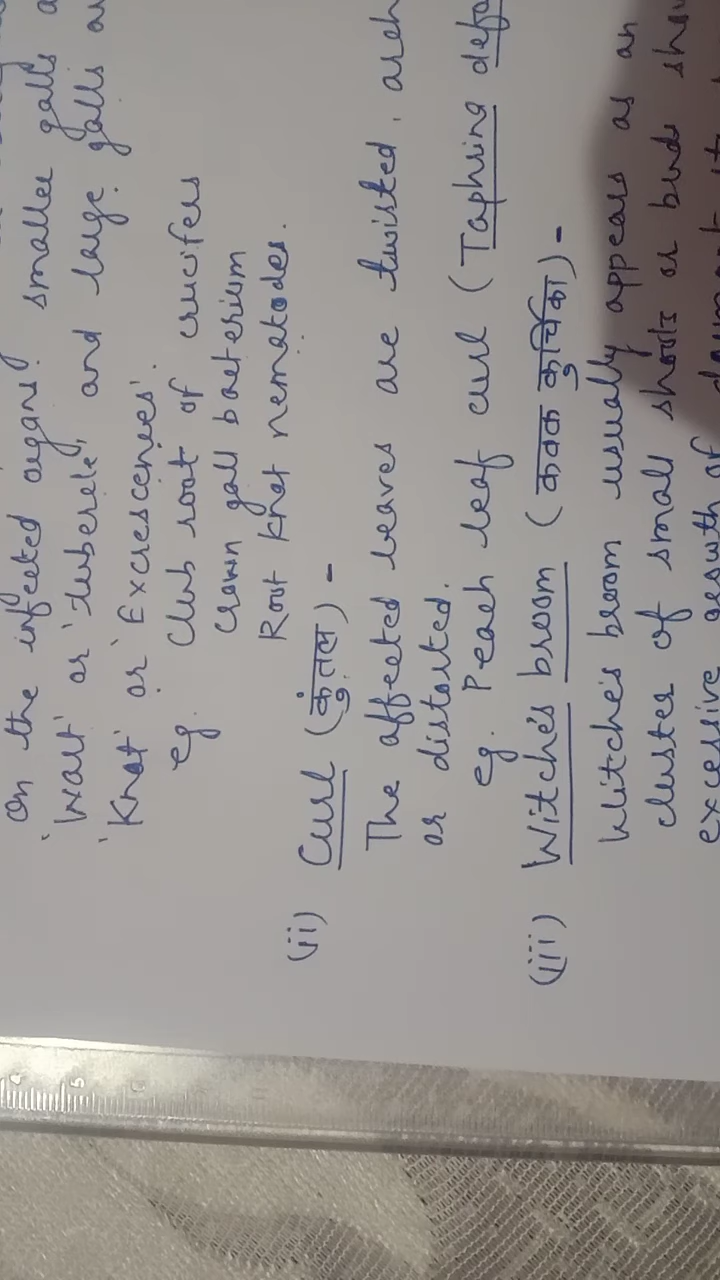 on the infected organs. smaller galls
'Wart' or 'tubercle', and large galls
'Knot' or 'Excrescences'.
eg. Club root of crucifers
Crown gall bacterium
Root Knot nematodes.
(ii) Curl (कुंतल) -
The affected leaves are twisted, arch
or distorted.
eg. Peach leaf curl (Taphrina defo
(iii) Witche's broom (कवक कुर्चिका) -
Witche's broom usually appears as an
cluster of small shoots or buds
excessive growth of dormant